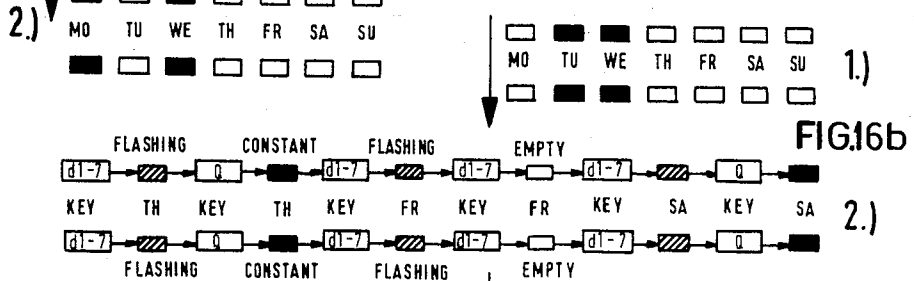 2.) MO TU WE TH FR SA SU
MO TU WE TH FR SA SU 1.)
FIG.16b
FLASHING CONSTANT FLASHING EMPTY
d1-7 Q d1-7 d1-7 d1-7 Q
KEY TH KEY TH KEY FR KEY FR KEY SA KEY SA 2.)
d1-7 Q d1-7 d1-7 d1-7 Q
FLASHING CONSTANT FLASHING EMPTY